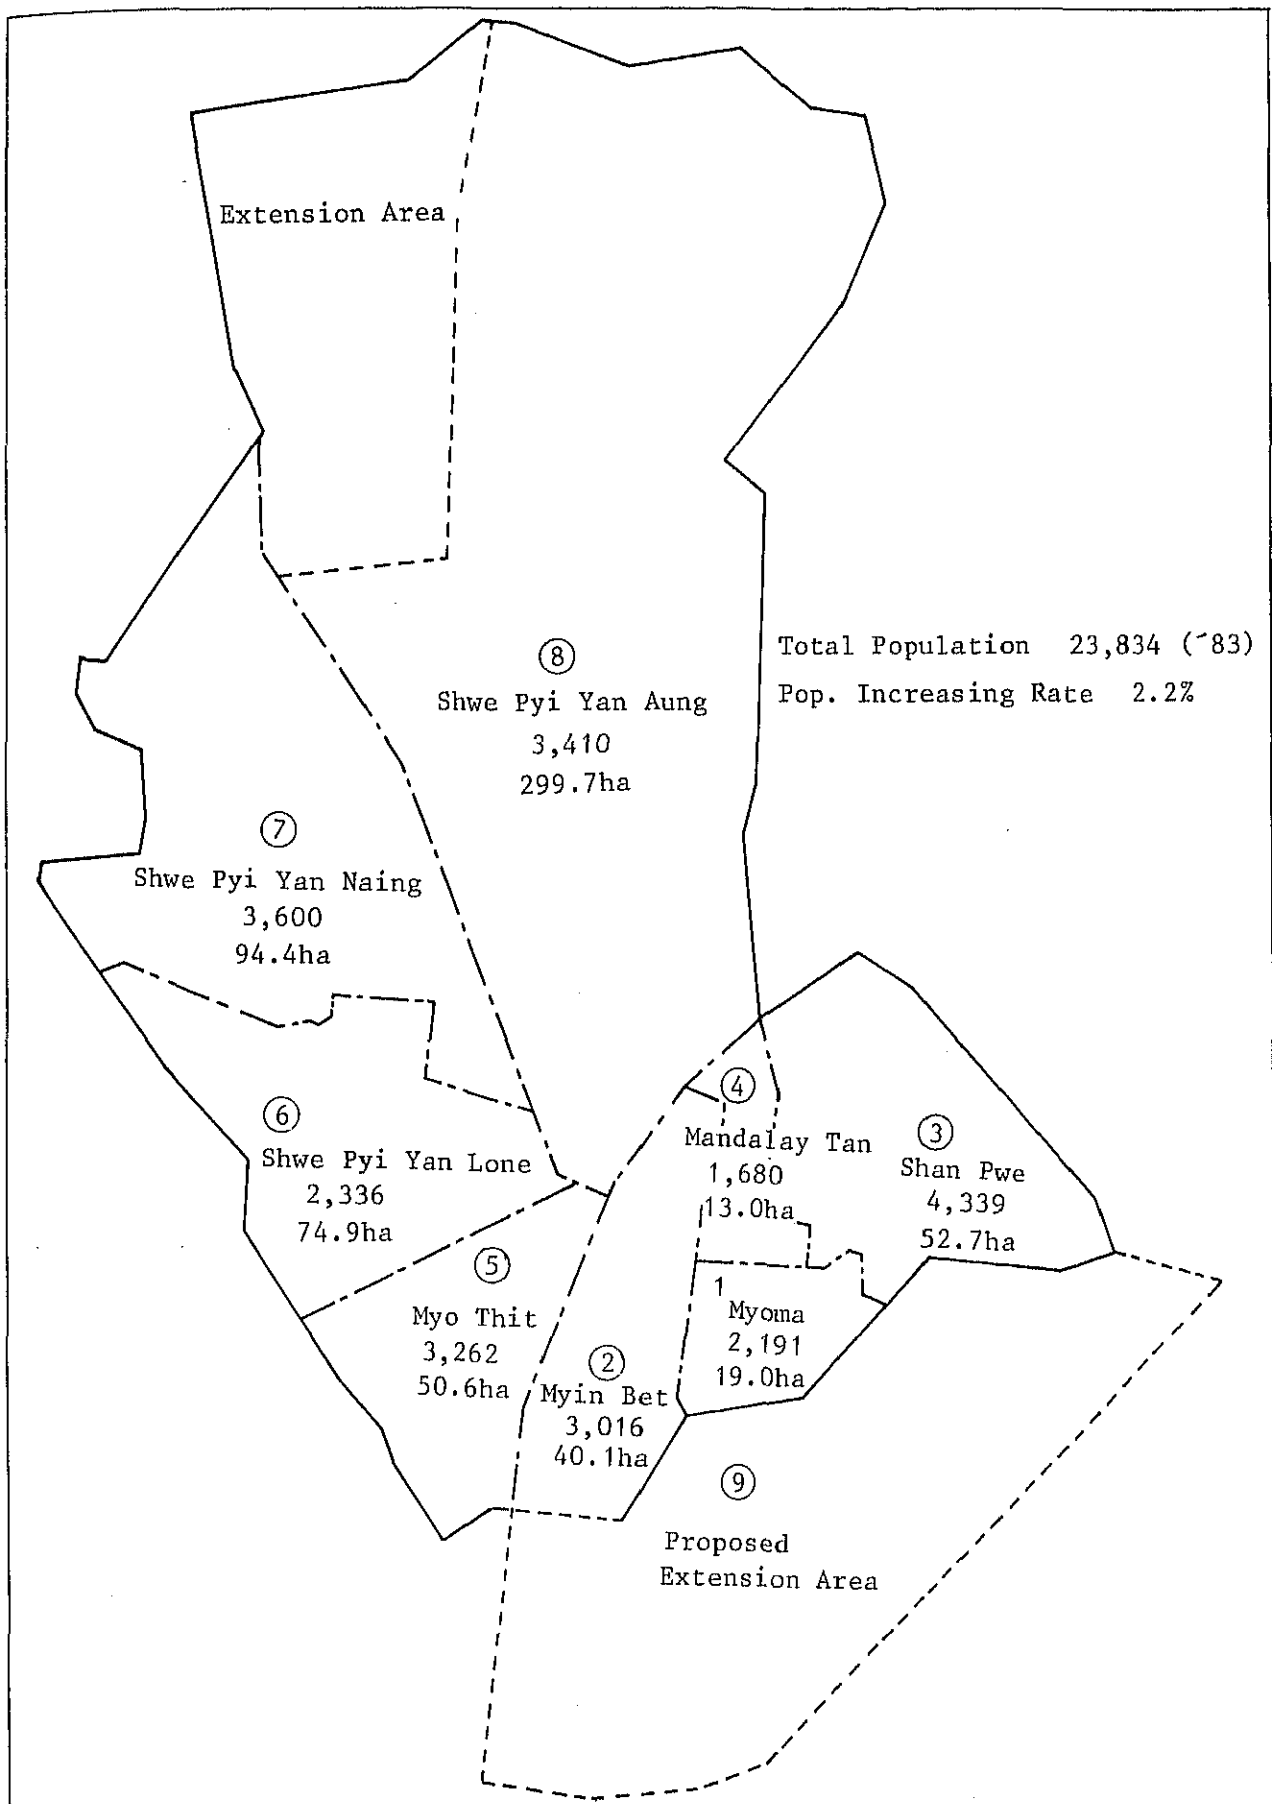 Extension Area
Total Population 23,834 (´83)
Pop. Increasing Rate 2.2%
⑧
Shwe Pyi Yan Aung
3,410
299.7ha
⑦
Shwe Pyi Yan Naing
3,600
94.4ha
④
Mandalay Tan
1,680
13.0ha
③
Shan Pwe
4,339
52.7ha
⑥
Shwe Pyi Yan Lone
2,336
74.9ha
⑤
Myo Thit
3,262
50.6ha
1
Myoma
2,191
19.0ha
②
Myin Bet
3,016
40.1ha
⑨
Proposed
Extension Area